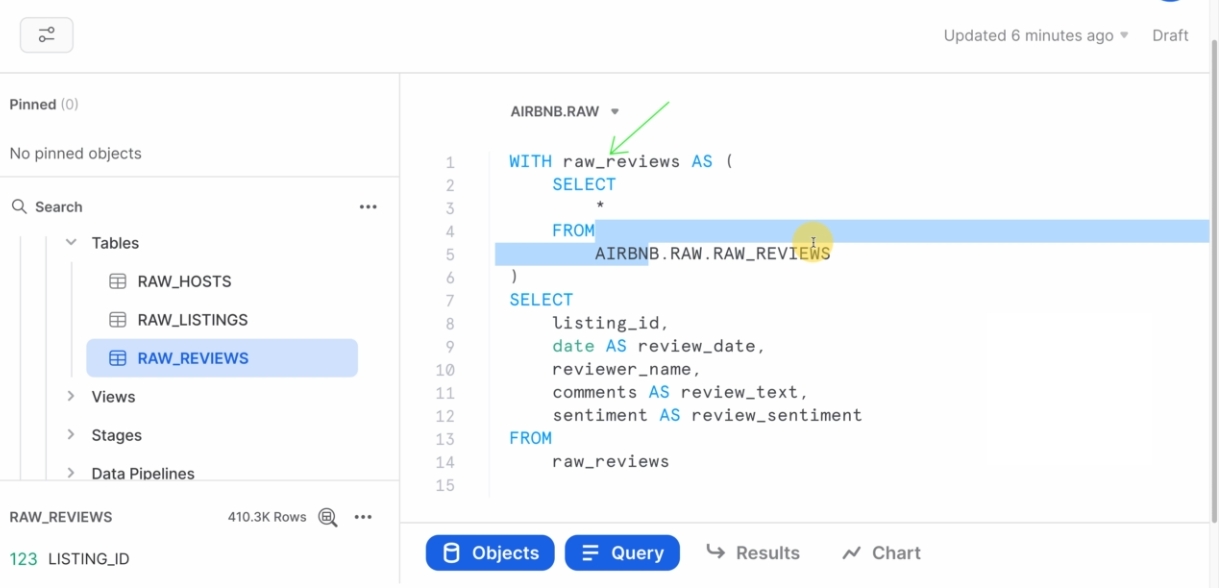 Updated 6 minutes ago
Draft
Pinned (0)
No pinned objects
Search
Tables
RAW_HOSTS
RAW_LISTINGS
RAW_REVIEWS
Views
Stages
Data Pipelines
RAW_REVIEWS 410.3K Rows
123 LISTING_ID
AIRBNB.RAW
1 WITH raw_reviews AS (
2 SELECT
3 *
4 FROM
5 AIRBNB.RAW.RAW_REVIEWS
6 )
7 SELECT
8 listing_id,
9 date AS review_date,
10 reviewer_name,
11 comments AS review_text,
12 sentiment AS review_sentiment
13 FROM
14 raw_reviews
15
Objects Query Results Chart